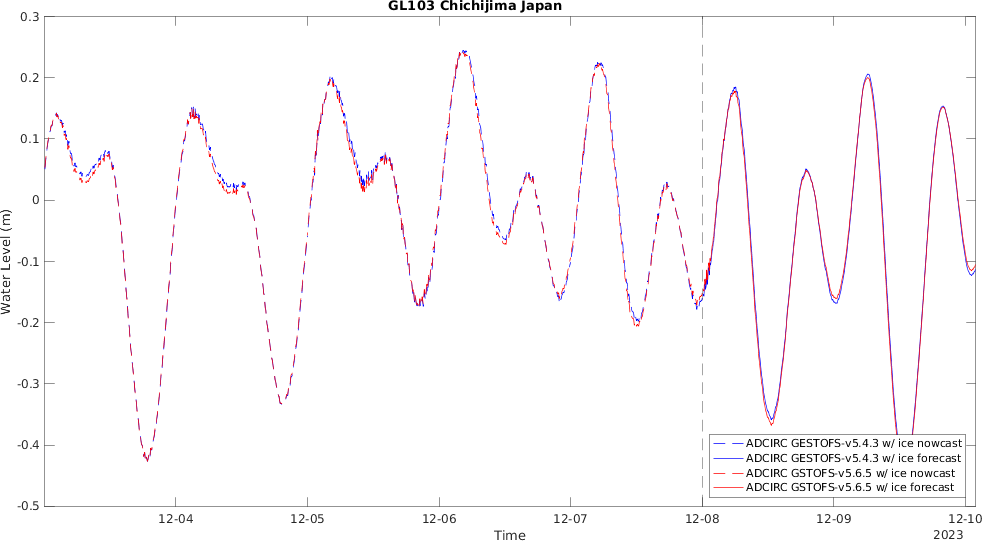 GL103 Chichijima Japan
0.3
0.2
0.1
0
-0.1
-0.2
-0.3
-0.4
-0.5
Water Level (m)
ADCIRC GESTOFS-v5.4.3 w/ ice nowcast
ADCIRC GESTOFS-v5.4.3 w/ ice forecast
ADCIRC GSTOFS-v5.6.5 w/ ice nowcast
ADCIRC GSTOFS-v5.6.5 w/ ice forecast
12-04 12-05 12-06 12-07 12-08 12-09 12-10
Time
2023